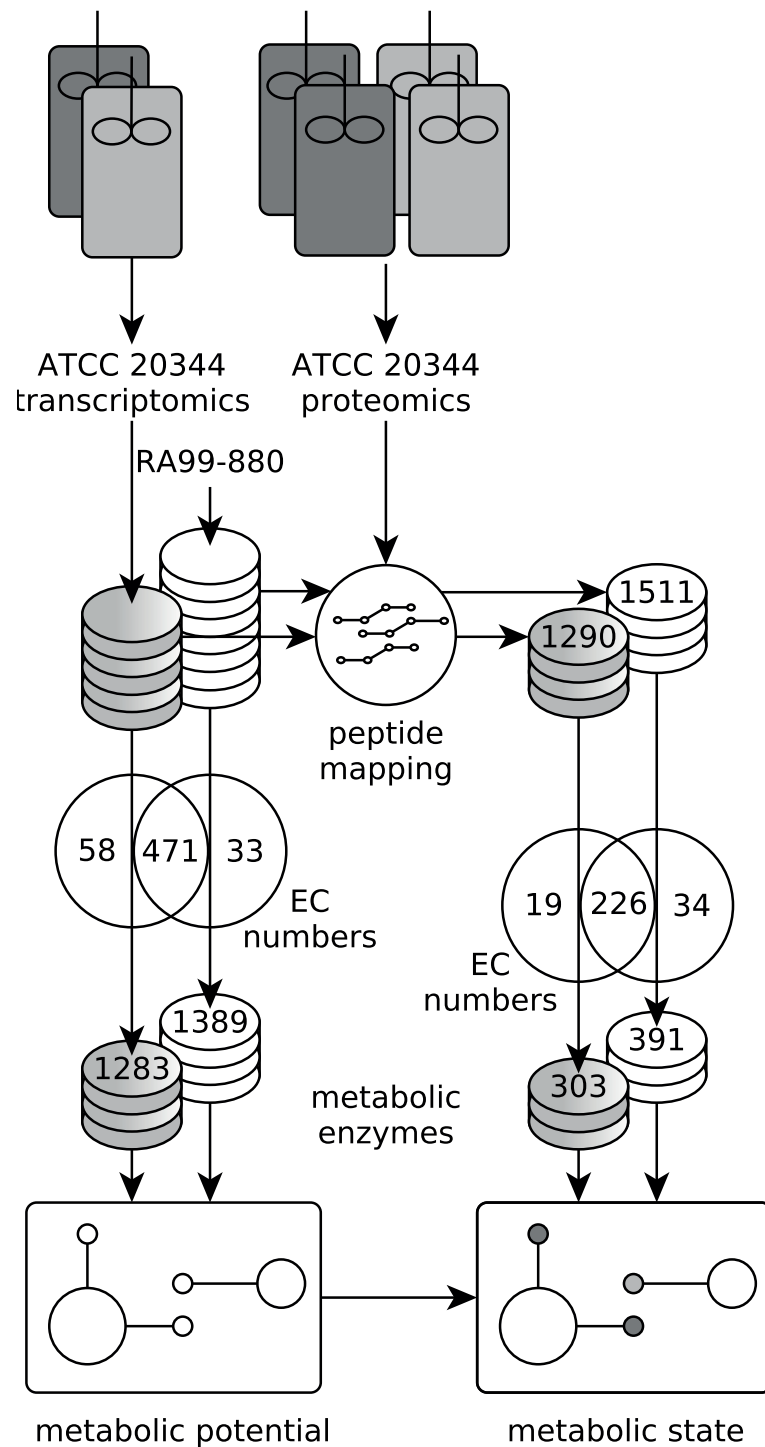 ATCC 20344
transcriptomics
ATCC 20344
proteomics
RA99-880
1511
1290
peptide
mapping
58 471 33
EC
numbers
19 226 34
EC
numbers
1389
1283
391
303
metabolic
enzymes
metabolic potential
metabolic state